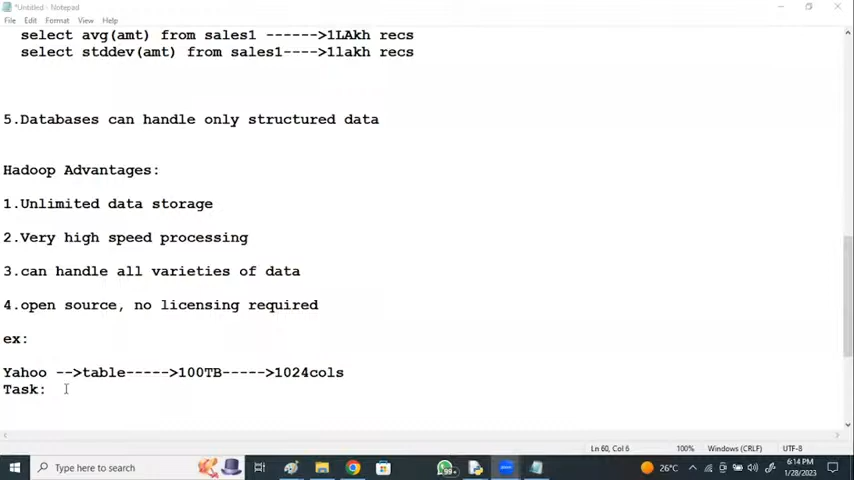 *Untitled - Notepad
File Edit Format View Help
select avg(amt) from sales1 ------>1LAkh recs
select stddev(amt) from sales1---->1lakh recs
5.Databases can handle only structured data
Hadoop Advantages:
1.Unlimited data storage
2.Very high speed processing
3.can handle all varieties of data
4.open source, no licensing required
ex:
Yahoo -->table----->100TB----->1024cols
Task:
Ln 60, Col 6 100% Windows (CRLF) UTF-8
Type here to search
99+
26°C
6:14 PM
1/28/2023